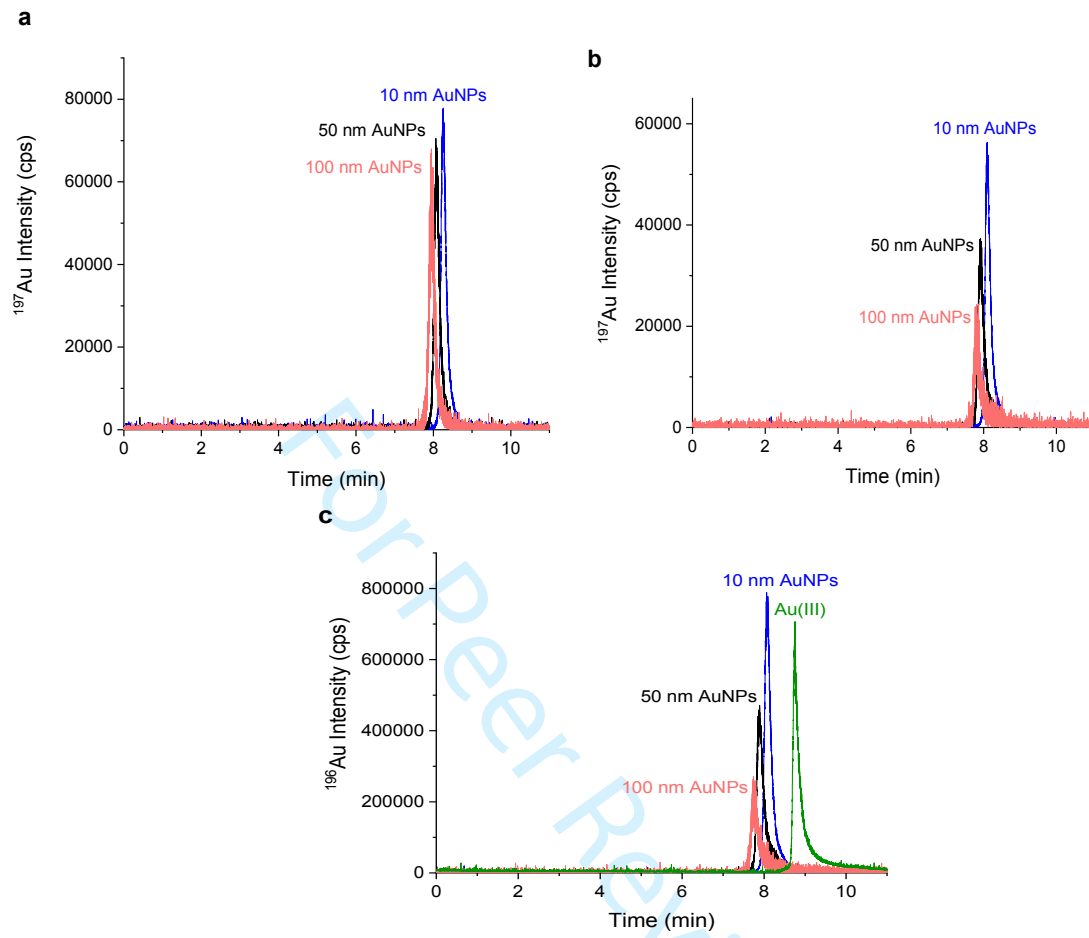 a
10 nm AuNPs
50 nm AuNPs
100 nm AuNPs
80000
60000
40000
20000
0
¹⁹⁷Au Intensity (cps)
0 2 4 6 8 10
Time (min)
b
10 nm AuNPs
50 nm AuNPs
100 nm AuNPs
60000
40000
20000
0
¹⁹⁷Au Intensity (cps)
0 2 4 6 8 10
Time (min)
c
10 nm AuNPs
Au(III)
50 nm AuNPs
100 nm AuNPs
800000
600000
400000
200000
0
¹⁹⁶Au Intensity (cps)
0 2 4 6 8 10
Time (min)
For Peer Revi